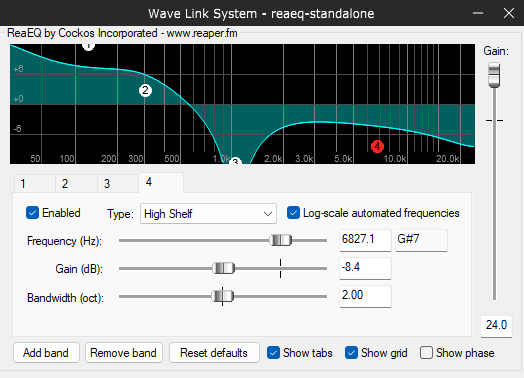 Wave Link System - reaeq-standalone
ReaEQ by Cockos Incorporated - www.reaper.fm
Gain:
1
+6
2
+0
-6
4
3
50 100 200 300 500 1.0k 2.0k 3.0k 5.0k 10.0k 20.0k
1 2 3 4
Enabled Type: High Shelf Log-scale automated frequencies
Frequency (Hz): 6827.1 G#7
Gain (dB): -8.4
Bandwidth (oct): 2.00
24.0
Add band Remove band Reset defaults Show tabs Show grid Show phase